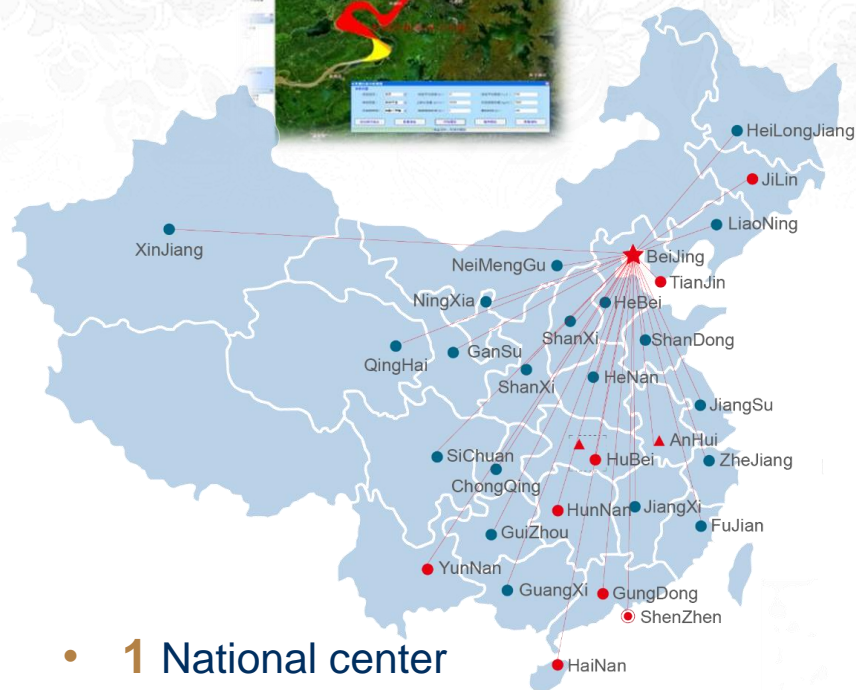 HeiLongJiang
JiLin
LiaoNing
XinJiang
BeiJing
NeiMengGu
TianJin
NingXia
HeBei
ShanXi
ShanDong
QingHai
GanSu
ShanXi
HeNan
JiangSu
AnHui
SiChuan
HuBei
ZheJiang
ChongQing
HunNan
JiangXi
FuJian
GuiZhou
YunNan
GuangXi
GungDong
ShenZhen
• 1 National center
HaiNan